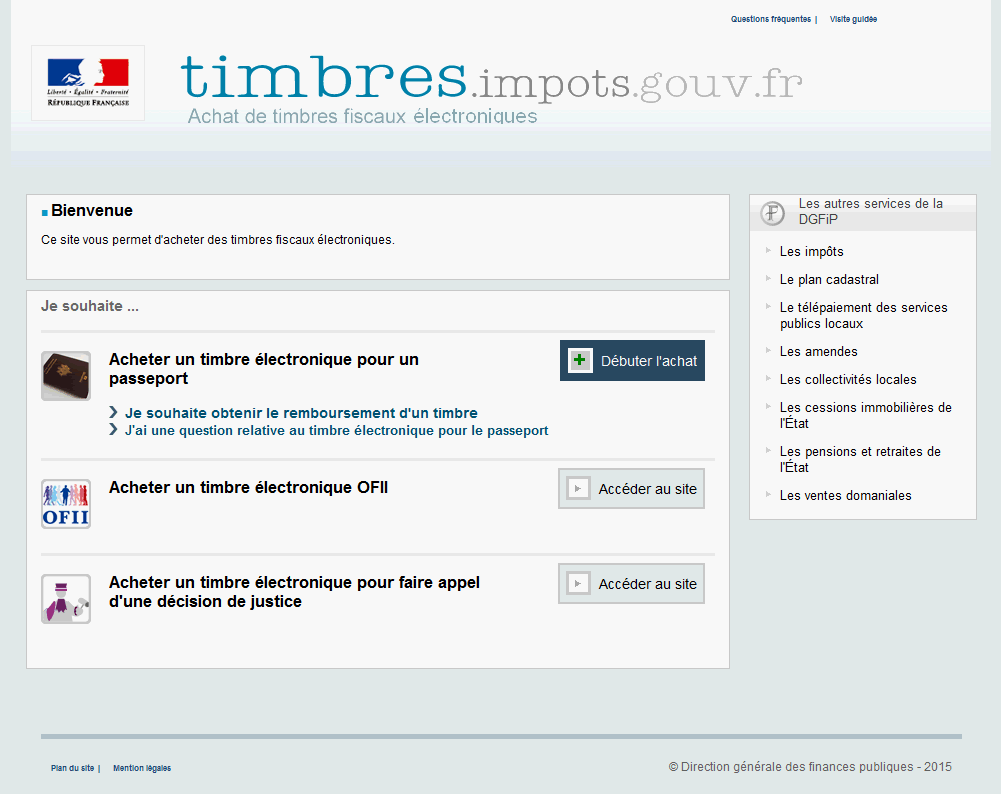 Questions fréquentes | Visite guidée
Liberté • Égalité • Fraternité
RÉPUBLIQUE FRANÇAISE
timbres.impots.gouv.fr
Achat de timbres fiscaux électroniques
Bienvenue
Ce site vous permet d'acheter des timbres fiscaux électroniques.
Je souhaite ...
Acheter un timbre électronique pour un
passeport
Débuter l'achat
Je souhaite obtenir le remboursement d'un timbre
J'ai une question relative au timbre électronique pour le passeport
OFII
Acheter un timbre électronique OFII
Accéder au site
Acheter un timbre électronique pour faire appel
d'une décision de justice
Accéder au site
Les autres services de la
DGFiP
Les impôts
Le plan cadastral
Le télépaiement des services
publics locaux
Les amendes
Les collectivités locales
Les cessions immobilières de
l'État
Les pensions et retraites de
l'État
Les ventes domaniales
Plan du site | Mention légales
© Direction générale des finances publiques - 2015